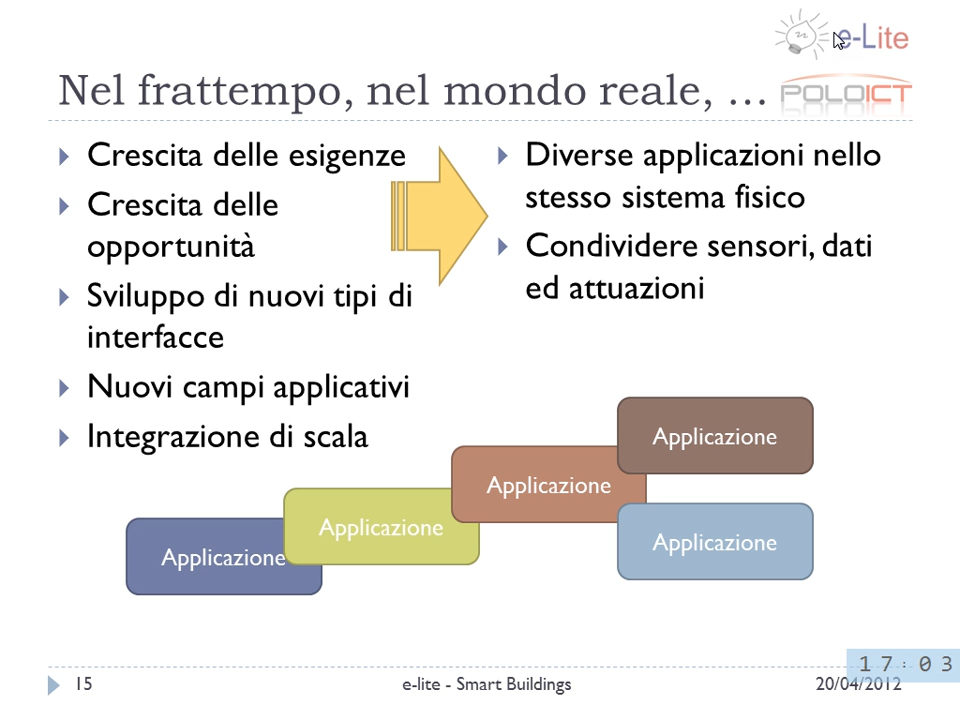 e-Lite
Nel frattempo, nel mondo reale, ...
POLOICT
Crescita delle esigenze
Crescita delle
opportunità
Sviluppo di nuovi tipi di
interfacce
Nuovi campi applicativi
Integrazione di scala
Diverse applicazioni nello
stesso sistema fisico
Condividere sensori, dati
ed attuazioni
Applicazione
Applicazione
Applicazione
Applicazione
Applicazione
17:03
15
e-lite - Smart Buildings
20/04/2012